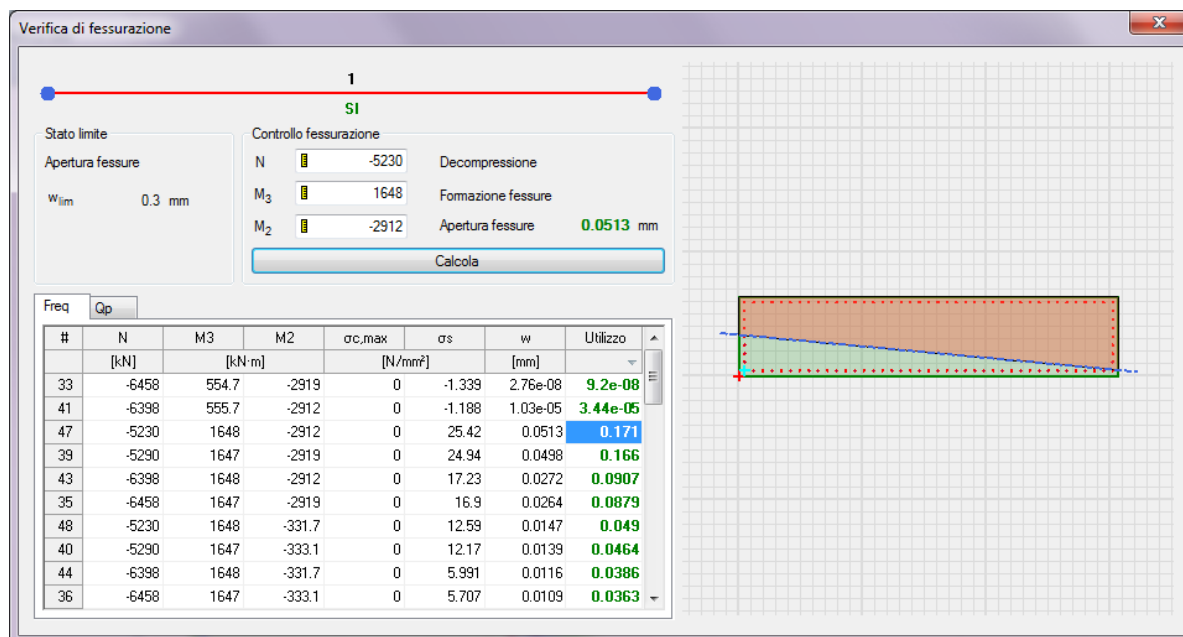 Verifica di fessurazione
1
SI
Stato limite
Apertura fessure
wlim 0.3 mm
Controllo fessurazione
N -5230 Decompressione
M3 1648 Formazione fessure
M2 -2912 Apertura fessure 0.0513 mm
Calcola
Freq Qp
# N M3 M2 σc,max σs w Utilizzo
[kN] [kN·m] [N/mm²] [mm]
33 -6458 554.7 -2919 0 -1.339 2.76e-08 9.2e-08
41 -6398 555.7 -2912 0 -1.188 1.03e-05 3.44e-05
47 -5230 1648 -2912 0 25.42 0.0513 0.171
39 -5290 1647 -2919 0 24.94 0.0498 0.166
43 -6398 1648 -2912 0 17.23 0.0272 0.0907
35 -6458 1647 -2919 0 16.9 0.0264 0.0879
48 -5230 1648 -331.7 0 12.59 0.0147 0.049
40 -5290 1647 -333.1 0 12.17 0.0139 0.0464
44 -6398 1648 -331.7 0 5.991 0.0116 0.0386
36 -6458 1647 -333.1 0 5.707 0.0109 0.0363